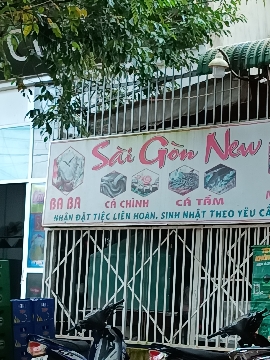 Sài Gòn New
BA BA
CÁ CHÌNH
CÁ TẦM
NHẬN ĐẶT TIỆC LIÊN HOAN, SINH NHẬT THEO YÊU